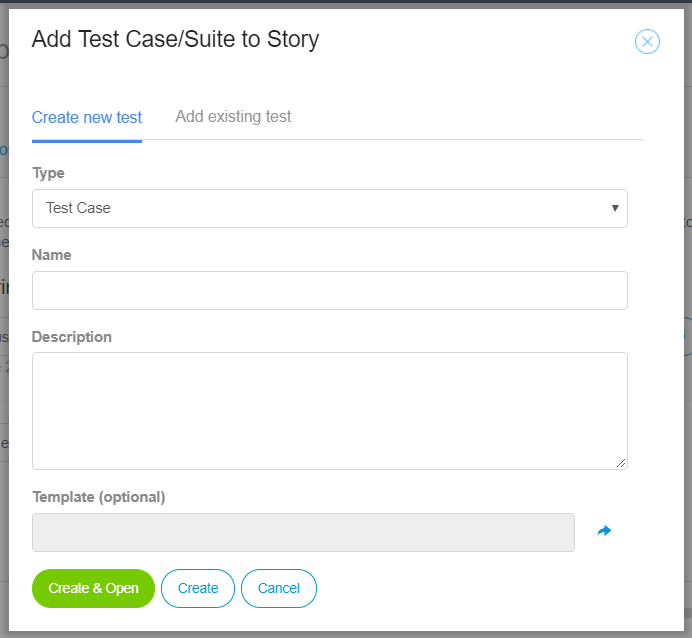 Add Test Case/Suite to Story
Create new test
Add existing test
Type
Test Case
Name
Description
Template (optional)
Create & Open
Create
Cancel